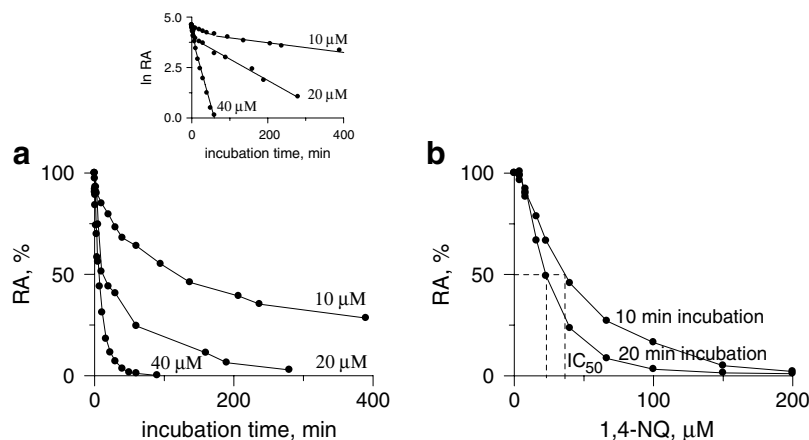 5.0
2.5
0.0
ln RA
10 µM
20 µM
40 µM
0 200 400
incubation time, min
a
100
50
0
RA, %
10 µM
20 µM
40 µM
0 200 400
incubation time, min
b
100
50
0
RA, %
10 min incubation
20 min incubation
IC50
0 50 100 150 200
1,4-NQ, µM